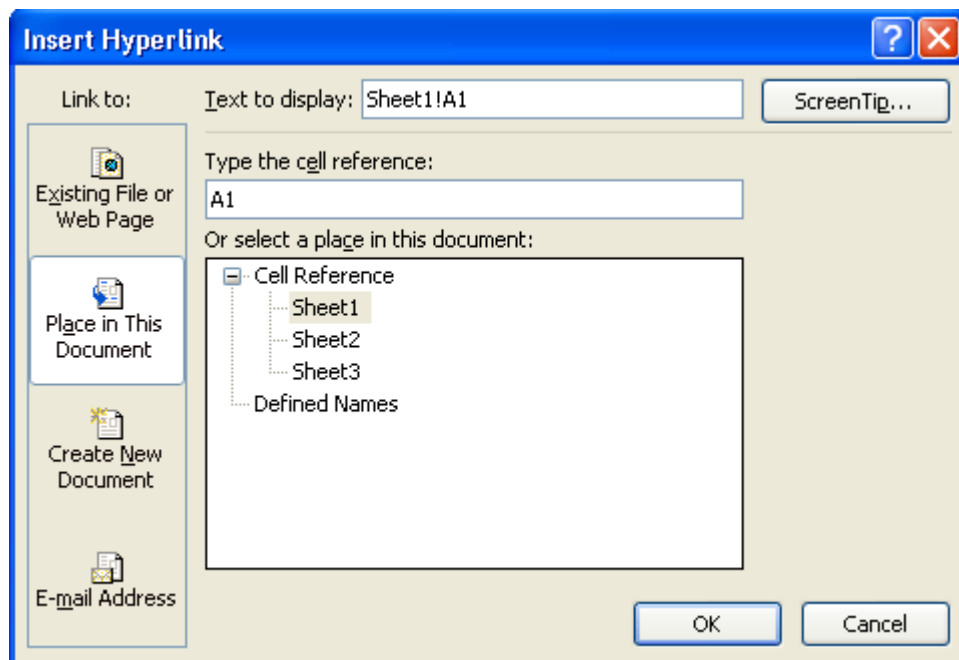 Insert Hyperlink
Link to:
Text to display:
Sheet1!A1
ScreenTip...
Existing File or
Web Page
Place in This
Document
Create New
Document
E-mail Address
Type the cell reference:
A1
Or select a place in this document:
Cell Reference
Sheet1
Sheet2
Sheet3
Defined Names
OK
Cancel